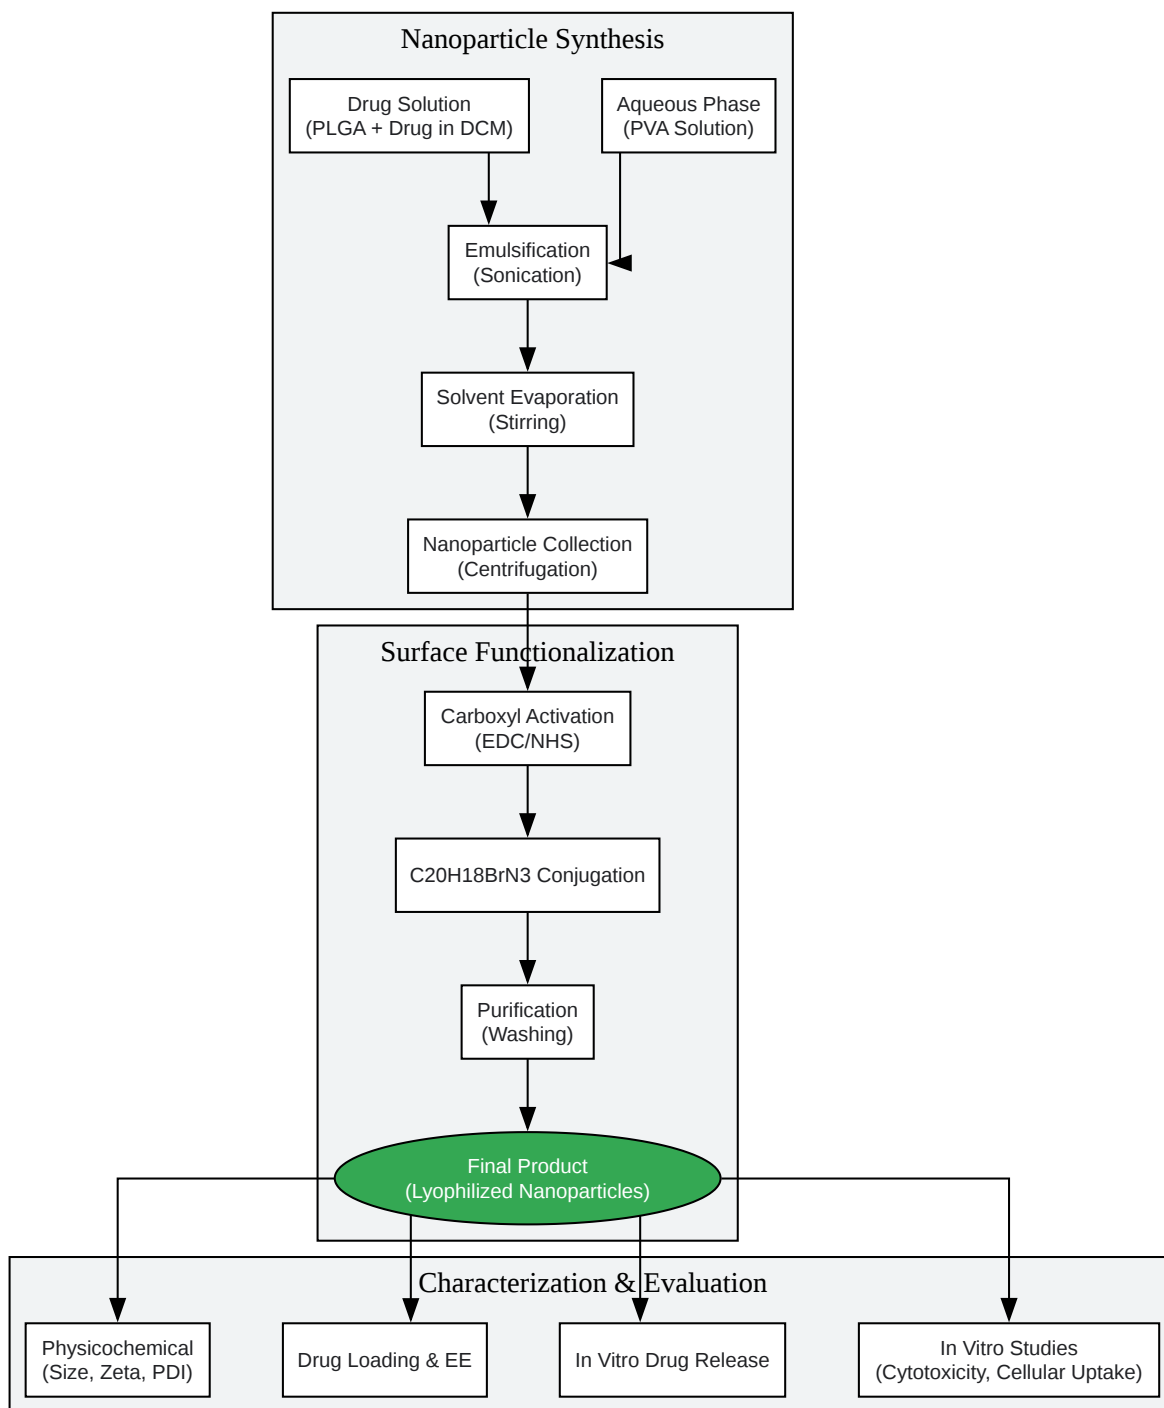 Nanoparticle Synthesis
Drug Solution
(PLGA + Drug in DCM)
Aqueous Phase
(PVA Solution)
Emulsification
(Sonication)
Solvent Evaporation
(Stirring)
Nanoparticle Collection
(Centrifugation)
Surface Functionalization
Carboxyl Activation
(EDC/NHS)
C20H18BrN3 Conjugation
Purification
(Washing)
Final Product
(Lyophilized Nanoparticles)
Characterization & Evaluation
Physicochemical
(Size, Zeta, PDI)
Drug Loading & EE
In Vitro Drug Release
In Vitro Studies
(Cytotoxicity, Cellular Uptake)